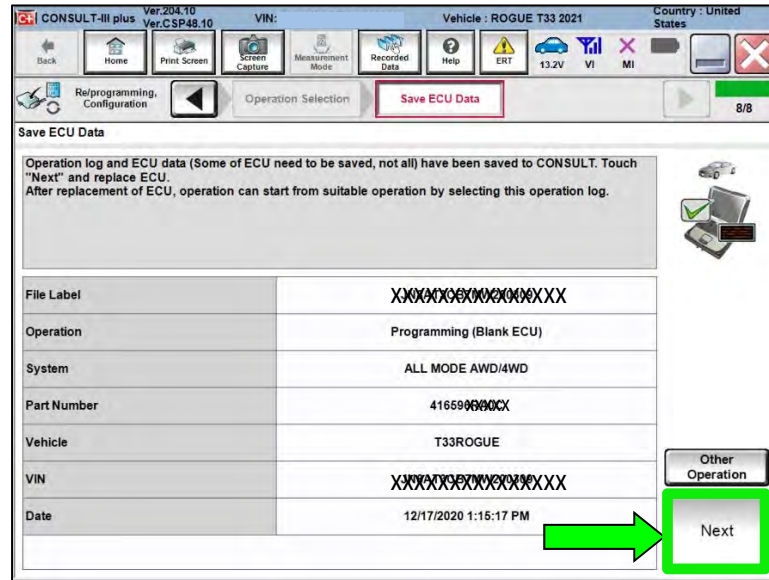 C+ CONSULT-III plus Ver.204.10 Ver.CSP48.10 VIN: Vehicle : ROGUE T33 2021 Country : United States
Back Home Print Screen Screen Capture Measurement Mode Recorded Data Help ERT 13.2V VI MI
Re/programming, Configuration Operation Selection Save ECU Data 8/8
Save ECU Data
Operation log and ECU data (Some of ECU need to be saved, not all) have been saved to CONSULT. Touch
"Next" and replace ECU.
After replacement of ECU, operation can start from suitable operation by selecting this operation log.
File Label
Operation Programming (Blank ECU)
System ALL MODE AWD/4WD
Part Number
Vehicle T33ROGUE
VIN
Date 12/17/2020 1:15:17 PM
Other Operation
Next